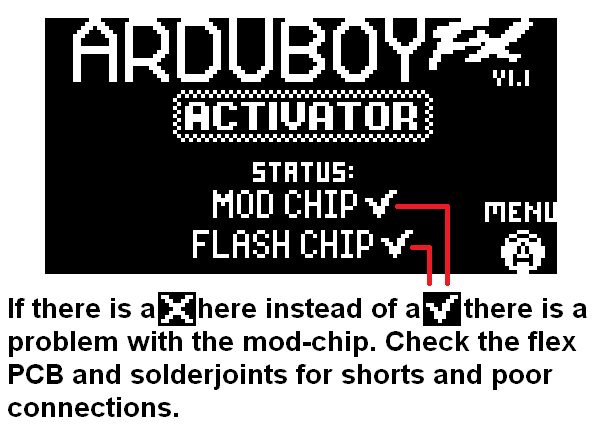 ARDUBOY FX
V1.1
ACTIVATOR
STATUS:
MOD CHIP ✓
MENU
FLASH CHIP ✓
A
If there is a X here instead of a ✓ there is a
problem with the mod-chip. Check the flex
PCB and solderjoints for shorts and poor
connections.